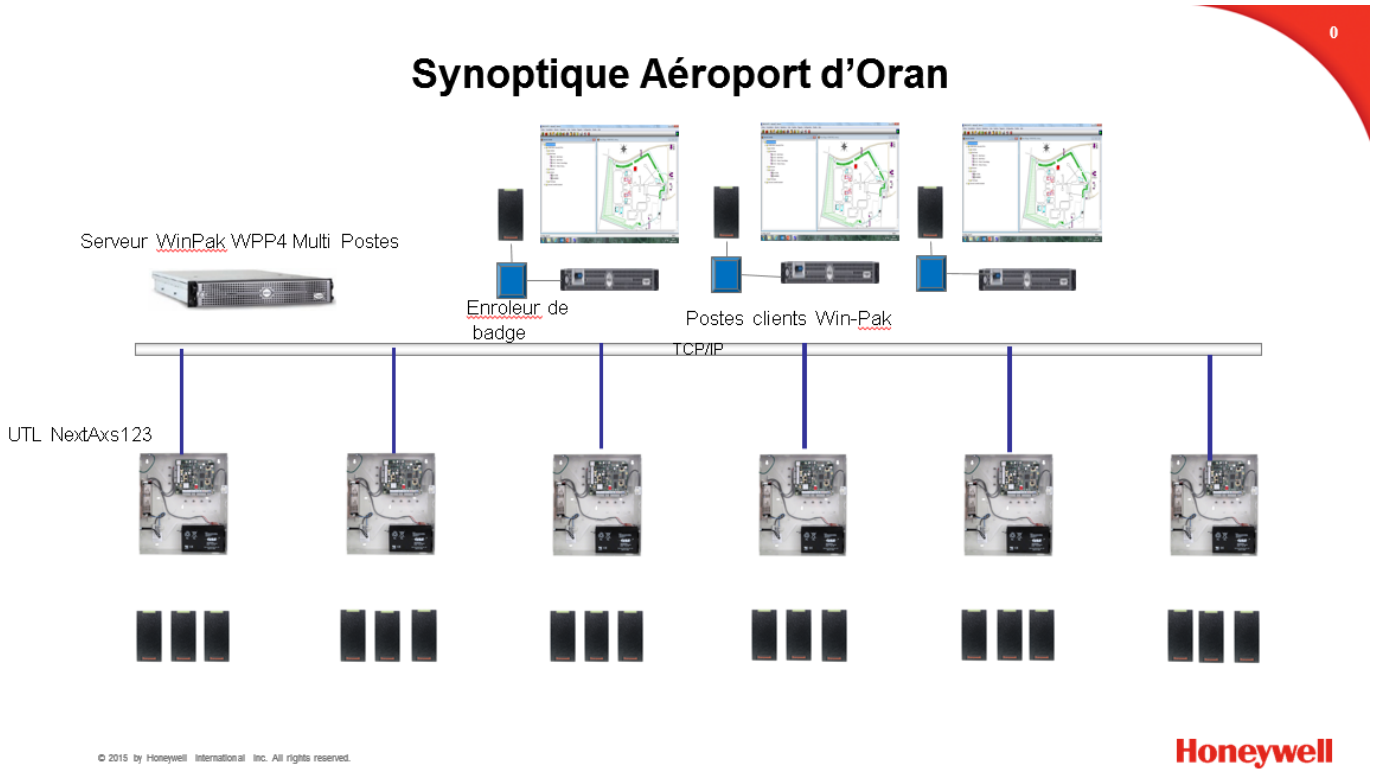 0
Synoptique Aéroport d’Oran
Serveur WinPak WPP4 Multi Postes
Enroleur de
badge
Postes clients Win-Pak
TCP/IP
UTL NextAxs123
© 2015 by Honeywell International Inc. All rights reserved.
Honeywell